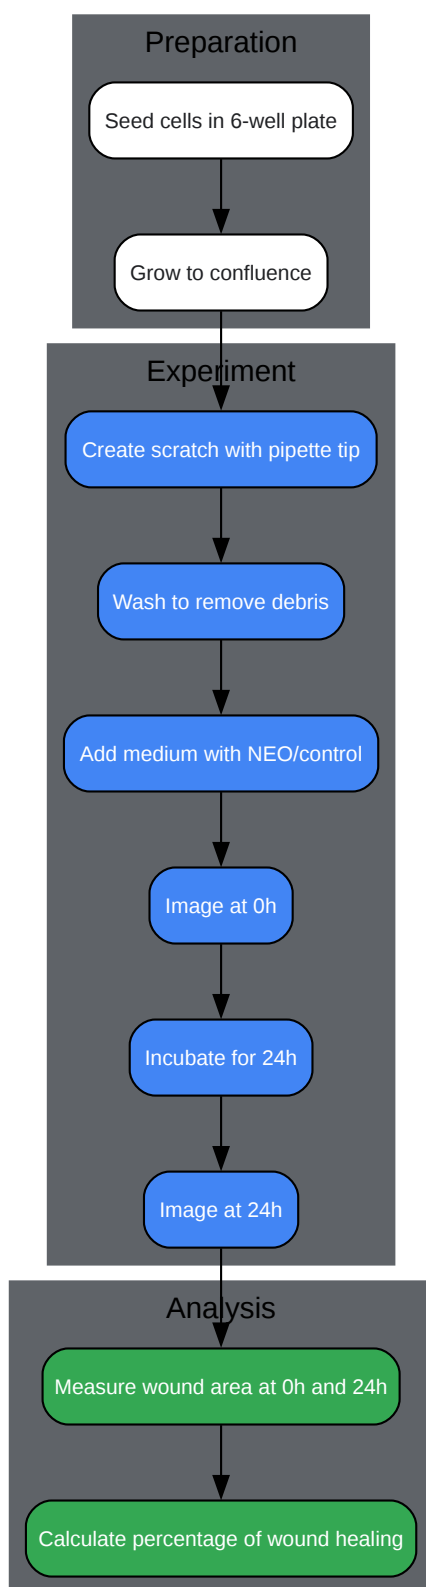 Preparation
Seed cells in 6-well plate
Grow to confluence
Experiment
Create scratch with pipette tip
Wash to remove debris
Add medium with NEO/control
Image at 0h
Incubate for 24h
Image at 24h
Analysis
Measure wound area at 0h and 24h
Calculate percentage of wound healing